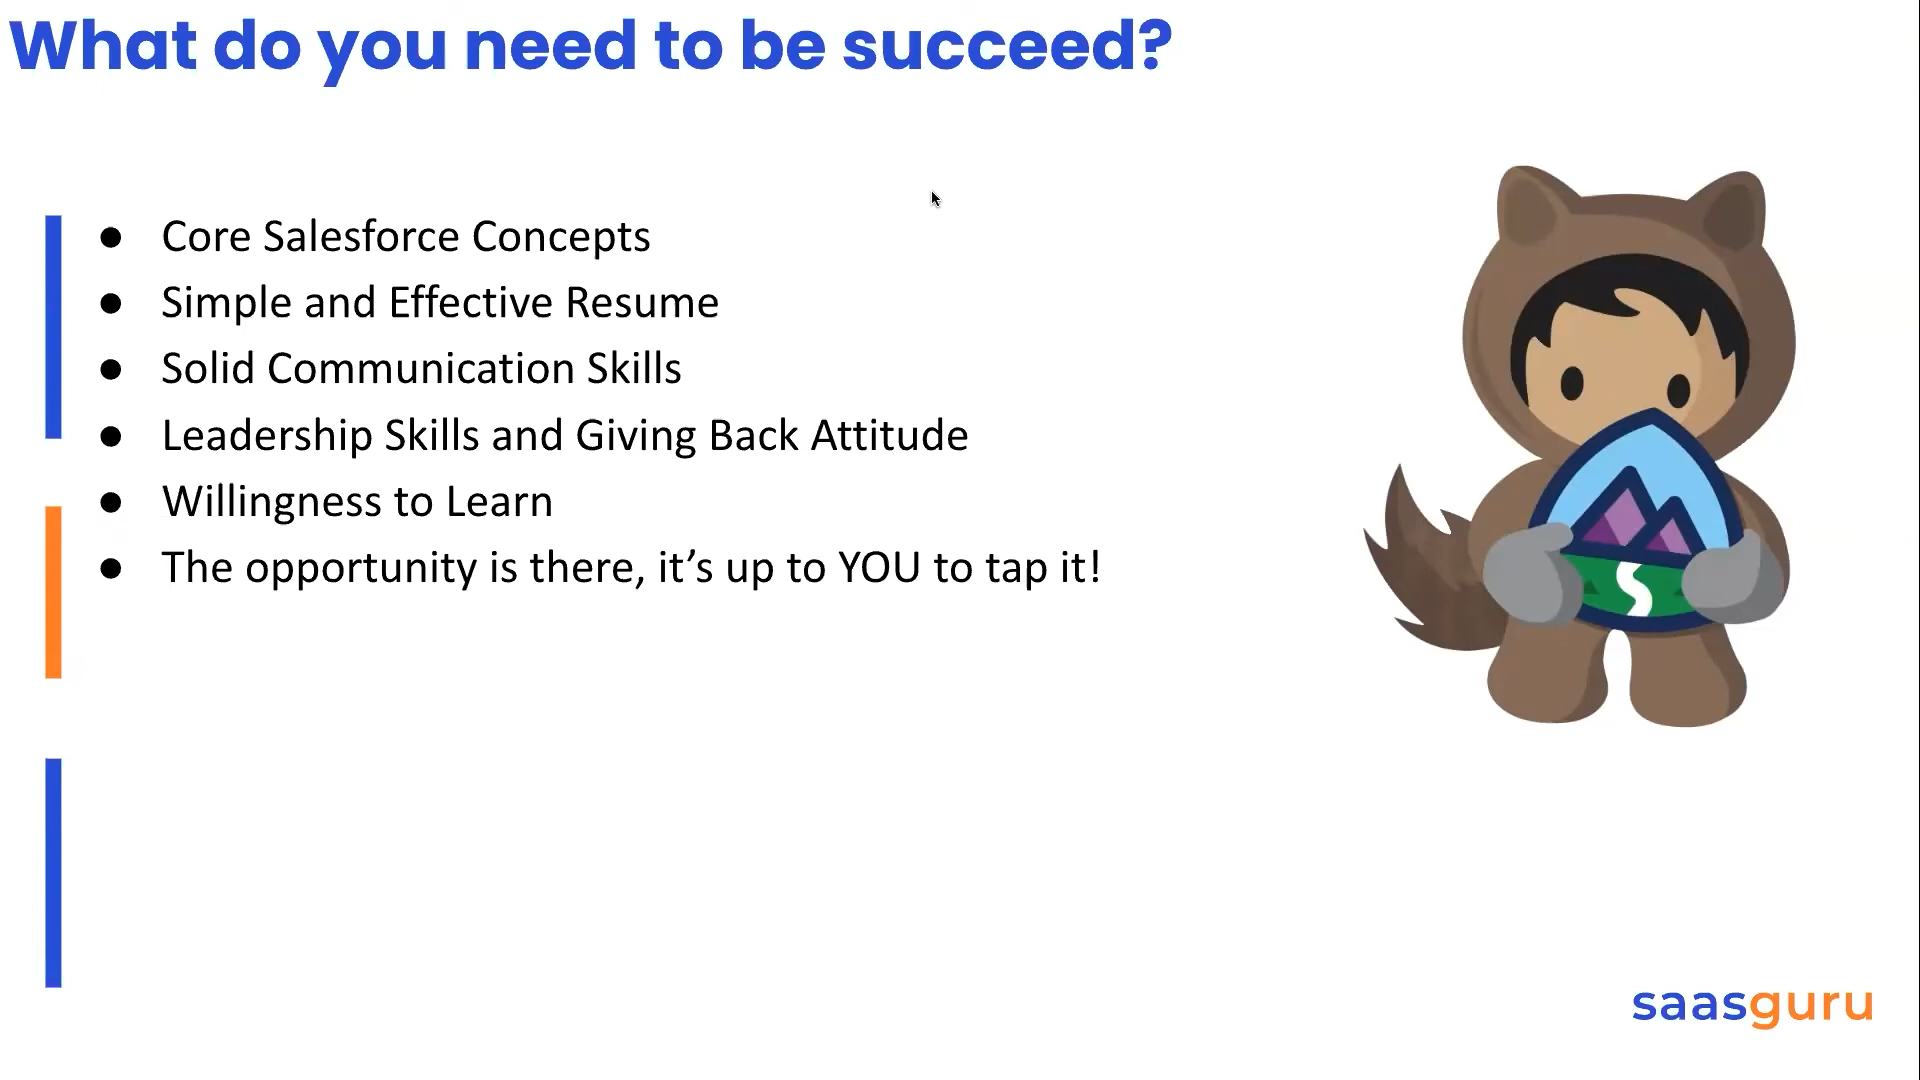 What do you need to be succeed?
● Core Salesforce Concepts
● Simple and Effective Resume
● Solid Communication Skills
● Leadership Skills and Giving Back Attitude
● Willingness to Learn
● The opportunity is there, it’s up to YOU to tap it!
saasguru